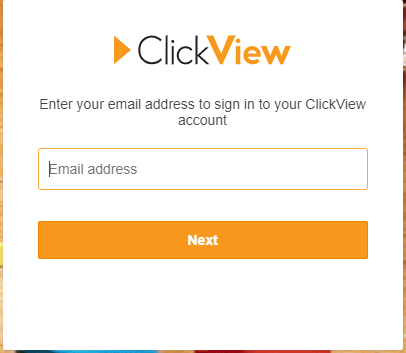 ClickView
Enter your email address to sign in to your ClickView
account
Email address
Next